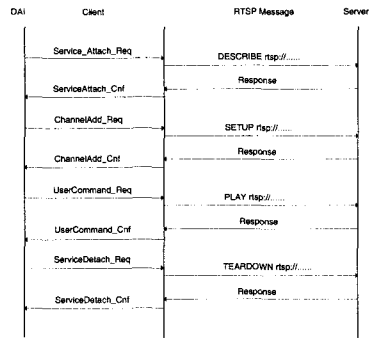 DAI Client RTSP Message Server
Service_Attach_Req
DESCRIBE rtsp://......
Response
ServiceAttach_Cnf
ChannelAdd_Req
SETUP rtsp://......
Response
ChannelAdd_Cnf
UserCommand_Req
PLAY rtsp://......
Response
UserCommand_Cnf
ServiceDetach_Req
TEARDOWN rtsp://......
Response
ServiceDetach_Cnf